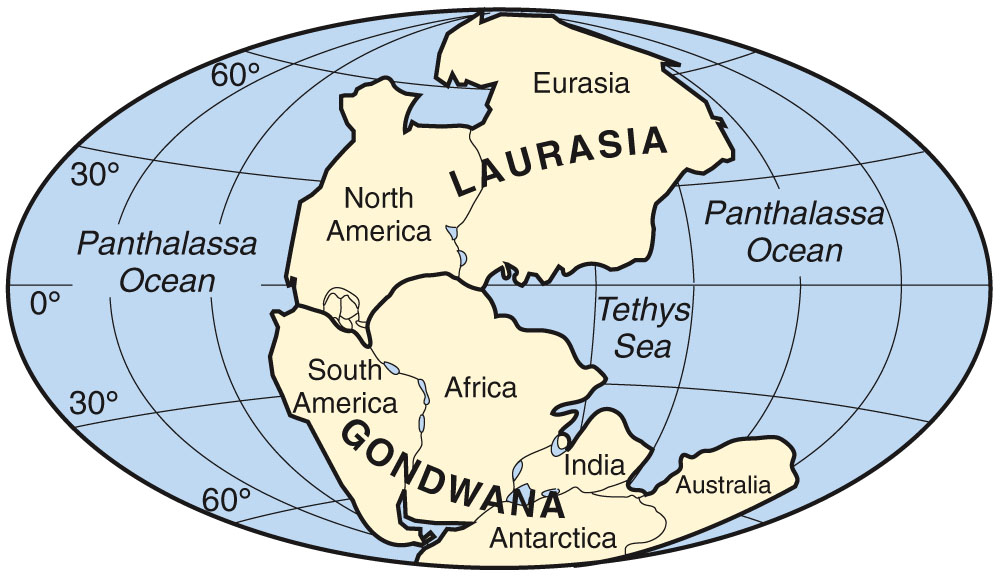 60°
Eurasia
LAURASIA
30°
North
America
Panthalassa
Ocean
Panthalassa
Ocean
0°
Tethys
Sea
South
America
Africa
30°
GONDWANA
India
Australia
60°
Antarctica